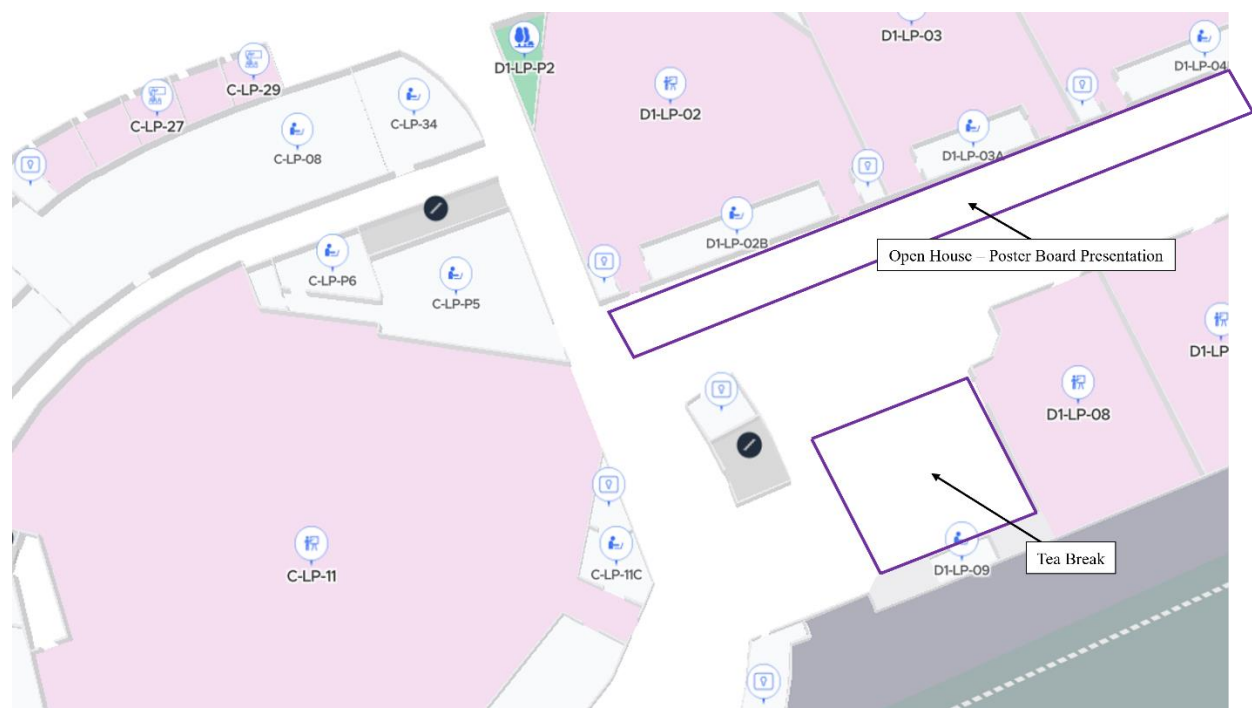 D1-LP-03
D1-LP-P2
D1-LP-04
C-LP-29
C-LP-27
D1-LP-02
C-LP-34
C-LP-08
D1-LP-03A
D1-LP-02B
Open House – Poster Board Presentation
C-LP-P6
C-LP-P5
D1-LP
D1-LP-08
Tea Break
D1-LP-09
C-LP-11
C-LP-11C